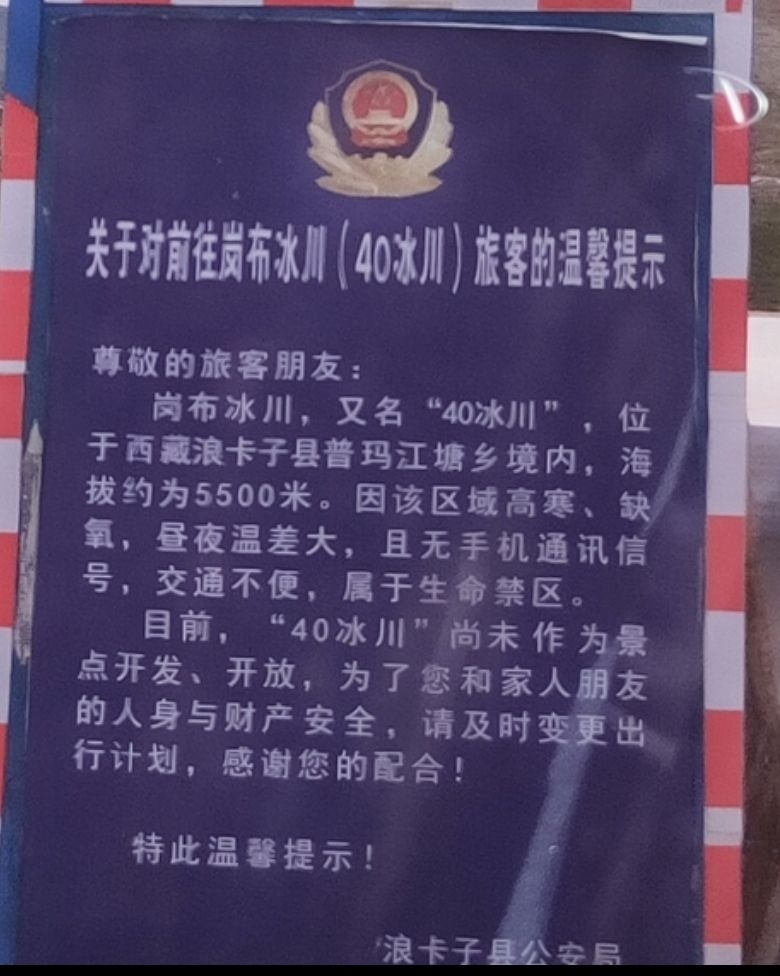 关于对前往岗布冰川（40冰川）旅客的温馨提示
尊敬的旅客朋友：
岗布冰川，又名“40冰川”，位
于西藏浪卡子县普玛江塘乡境内，海
拔约为5500米。因该区域高寒、缺
氧，昼夜温差大，且无手机通讯信
号，交通不便，属于生命禁区。
目前，“40冰川”尚未作为景
点开发、开放，为了您和家人朋友
的人身与财产安全，请及时变更出
行计划，感谢您的配合！
特此温馨提示！
浪卡子县公安局